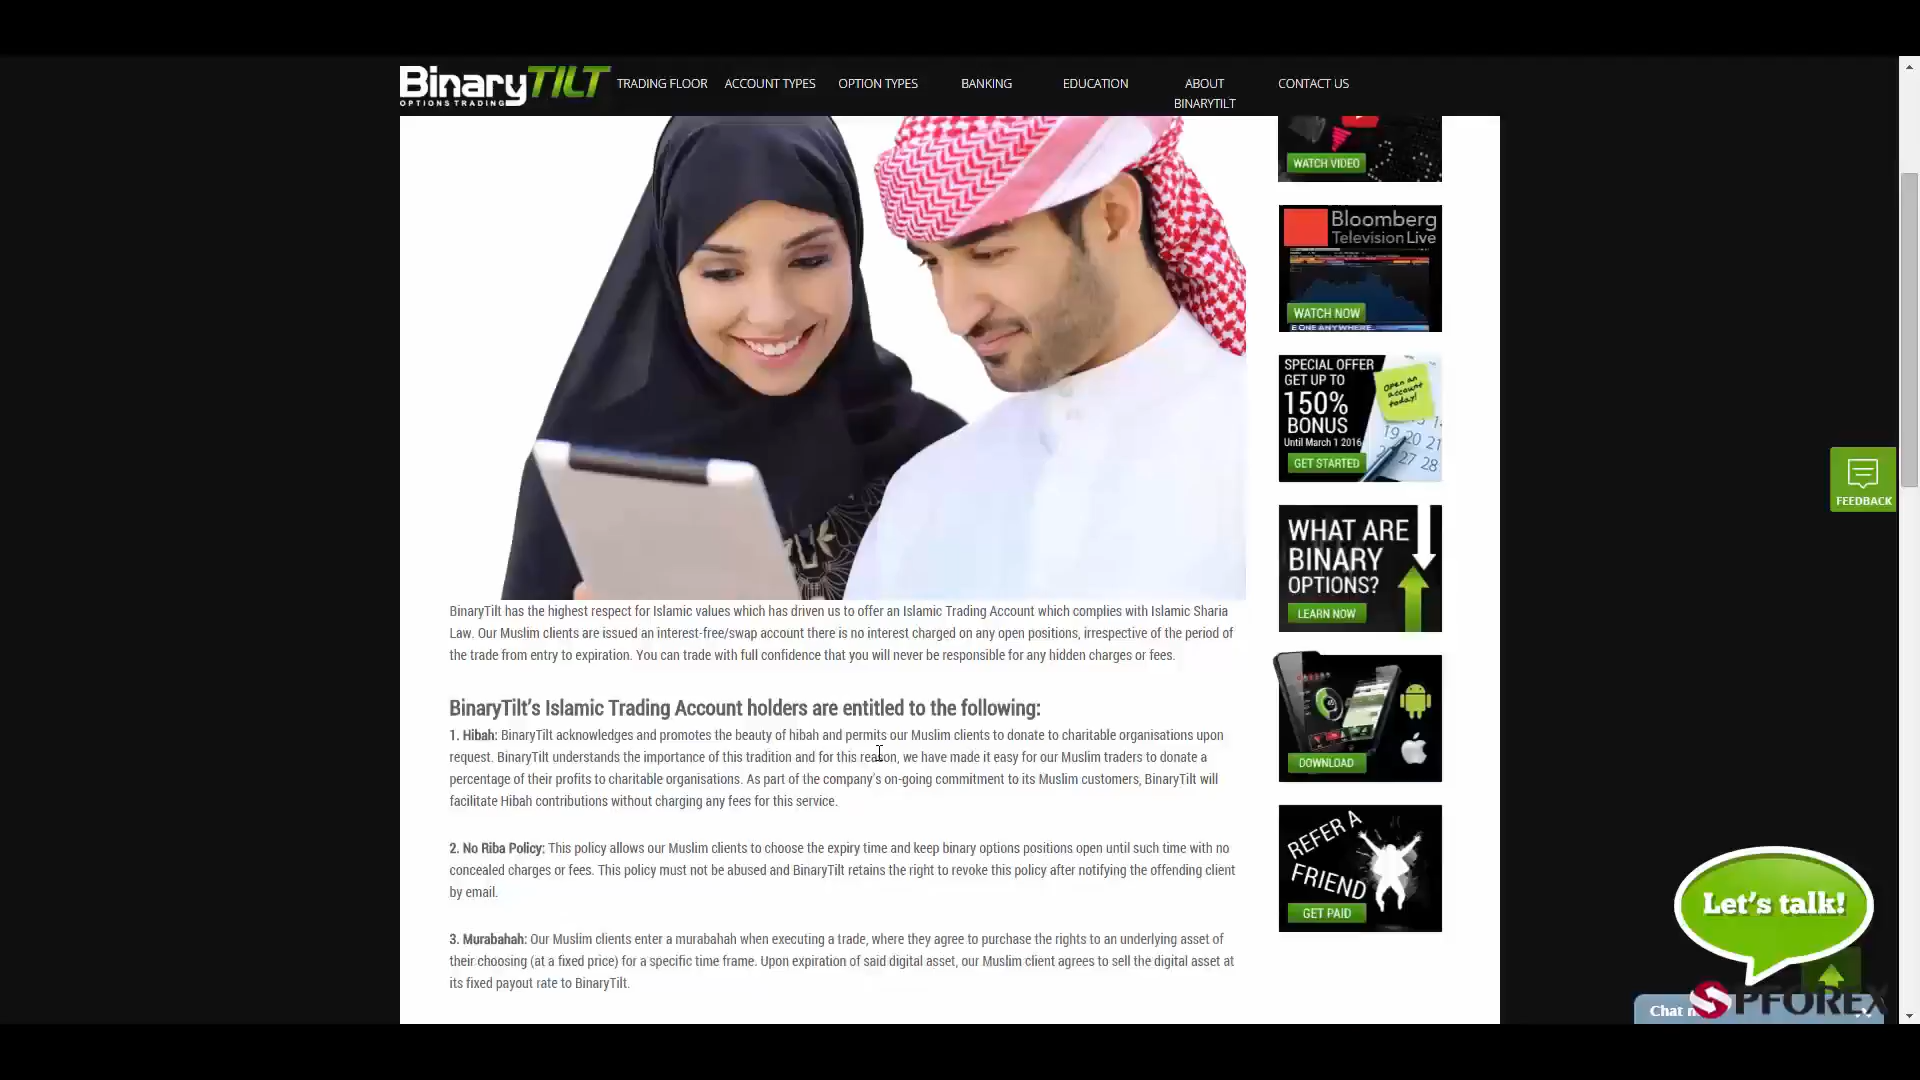 BinaryTILT
OPTIONS TRADING
TRADING FLOOR
ACCOUNT TYPES
OPTION TYPES
BANKING
EDUCATION
ABOUT
BINARYTILT
CONTACT US
WATCH VIDEO
Bloomberg
Television Live
WATCH NOW
E ONE ANYWHERE
SPECIAL OFFER
GET UP TO
150%
BONUS
Until March 1 2016
GET STARTED
Open an
account
today!
19 20 21
27 28
WHAT ARE
BINARY
OPTIONS?
LEARN NOW
DOWNLOAD
REFER A
FRIEND
GET PAID
FEEDBACK
BinaryTilt has the highest respect for Islamic values which has driven us to offer an Islamic Trading Account which complies with Islamic Sharia
Law. Our Muslim clients are issued an interest-free/swap account there is no interest charged on any open positions, irrespective of the period of
the trade from entry to expiration. You can trade with full confidence that you will never be responsible for any hidden charges or fees.
BinaryTilt's Islamic Trading Account holders are entitled to the following:
1. Hibah: BinaryTilt acknowledges and promotes the beauty of hibah and permits our Muslim clients to donate to charitable organisations upon
request. BinaryTilt understands the importance of this tradition and for this reason, we have made it easy for our Muslim traders to donate a
percentage of their profits to charitable organisations. As part of the company's on-going commitment to its Muslim customers, BinaryTilt will
facilitate Hibah contributions without charging any fees for this service.
2. No Riba Policy: This policy allows our Muslim clients to choose the expiry time and keep binary options positions open until such time with no
concealed charges or fees. This policy must not be abused and BinaryTilt retains the right to revoke this policy after notifying the offending client
by email.
3. Murabahah: Our Muslim clients enter a murabahah when executing a trade, where they agree to purchase the rights to an underlying asset of
their choosing (at a fixed price) for a specific time frame. Upon expiration of said digital asset, our Muslim client agrees to sell the digital asset at
its fixed payout rate to BinaryTilt.
Let's talk!
Chat
SPFOREX